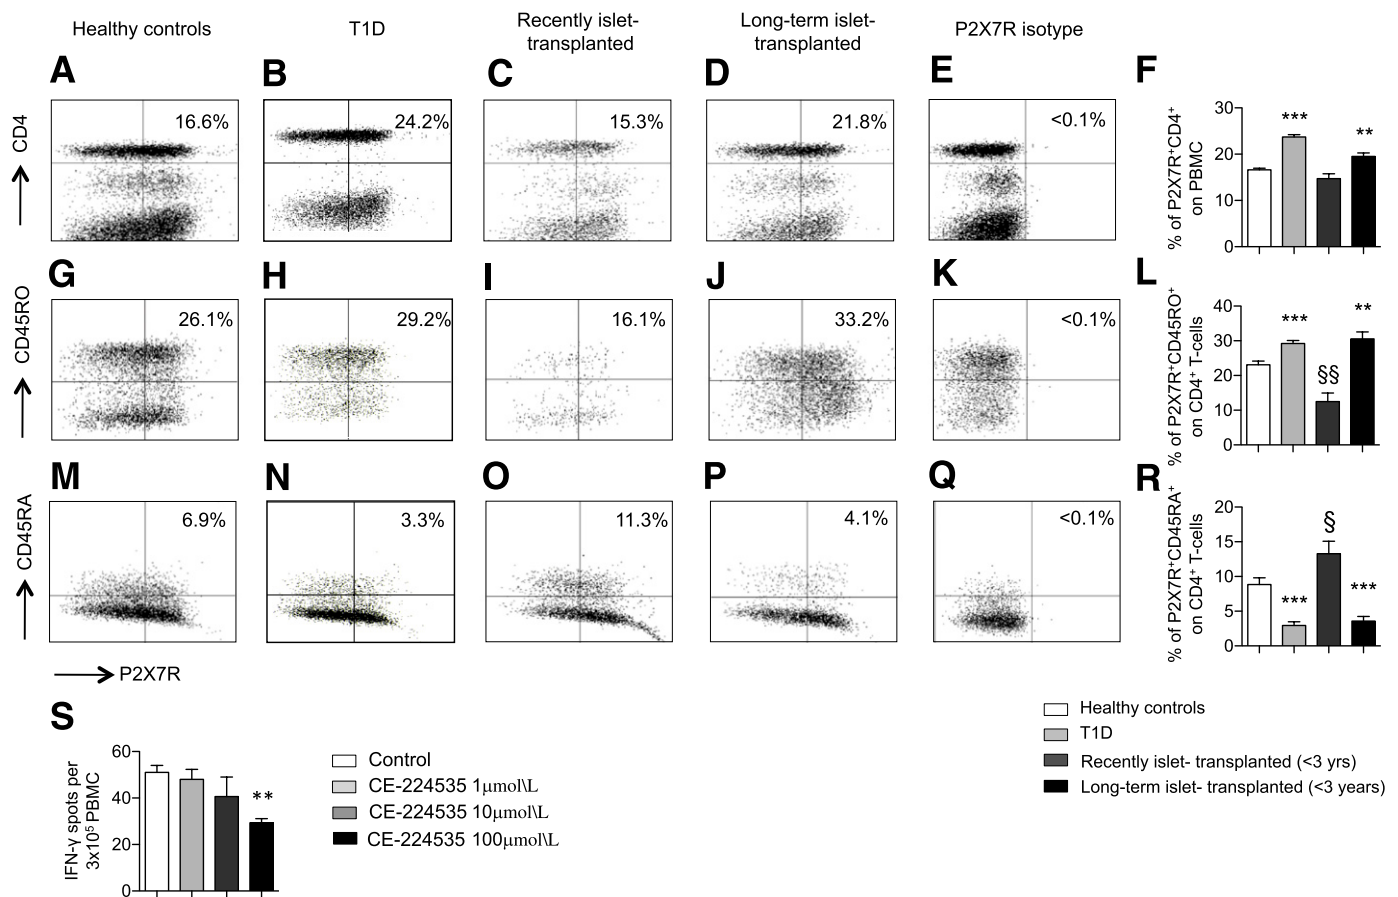 Healthy controls
T1D
Recently islet-
transplanted
Long-term islet-
transplanted
P2X7R isotype
A
B
C
D
E
F
CD4
16.6%
24.2%
15.3%
21.8%
<0.1%
% of P2X7R⁺CD4⁺
on PBMC
30
20
10
0
***
**
G
H
I
J
K
L
CD45RO
26.1%
29.2%
16.1%
33.2%
<0.1%
% of P2X7R⁺CD45RO⁺
on CD4⁺ T-cells
40
30
20
10
0
***
§§
**
M
N
O
P
Q
R
CD45RA
6.9%
3.3%
11.3%
4.1%
<0.1%
% of P2X7R⁺CD45RA⁺
on CD4⁺ T-cells
20
15
10
5
0
***
§
***
P2X7R
S
IFN-γ spots per
3x10⁵ PBMC
60
40
20
0
**
Control
CE-224535 1μmol\L
CE-224535 10μmol\L
CE-224535 100μmol\L
Healthy controls
T1D
Recently islet- transplanted (<3 yrs)
Long-term islet- transplanted (<3 years)